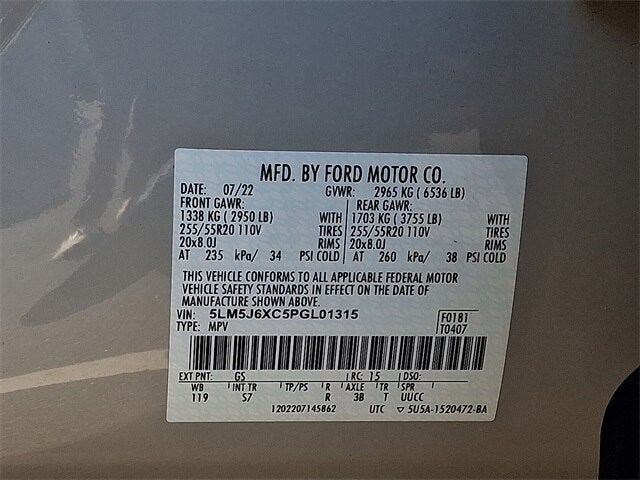 MFD. BY FORD MOTOR CO.
DATE: 07/22 GVWR: 2965 KG ( 6536 LB)
FRONT GAWR: REAR GAWR:
1338 KG ( 2950 LB) WITH 1703 KG ( 3755 LB) WITH
255/55R20 110V TIRES 255/55R20 110V TIRES
20x8.0J RIMS 20x8.0J RIMS
AT 235 kPa/ 34 PSI COLD AT 260 kPa/ 38 PSI COLD
THIS VEHICLE CONFORMS TO ALL APPLICABLE FEDERAL MOTOR
VEHICLE SAFETY STANDARDS IN EFFECT ON THE DATE OF
MANUFACTURE SHOWN ABOVE.
VIN: 5LM5J6XC5PGL01315 F0181
TYPE: MPV T0407
EXT PNT: GS RC: 15 DSO:
WB INT TR TP/PS R AXLE TR SPR
119 S7 R 3B T UUCC
1202207145862 UTC ▽ 5U5A-1520472-BA